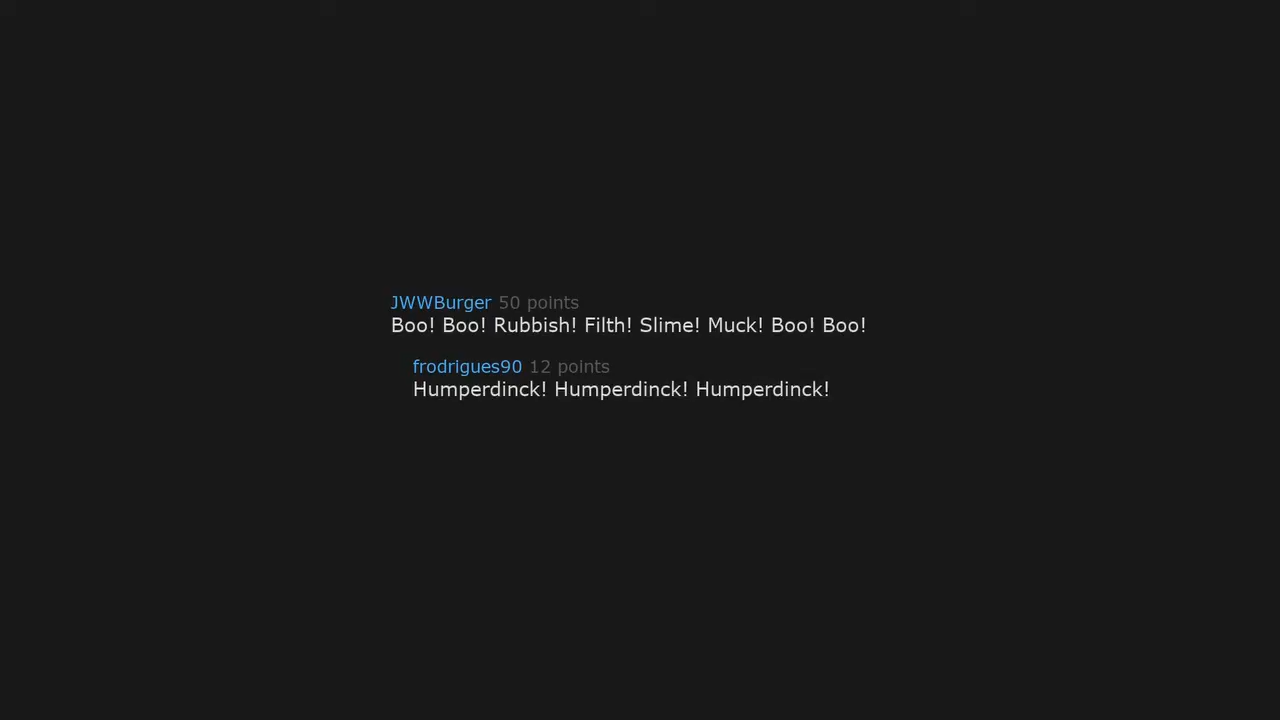 JWWBurger 50 points
Boo! Boo! Rubbish! Filth! Slime! Muck! Boo! Boo!
frodrigues90 12 points
Humperdinck! Humperdinck! Humperdinck!